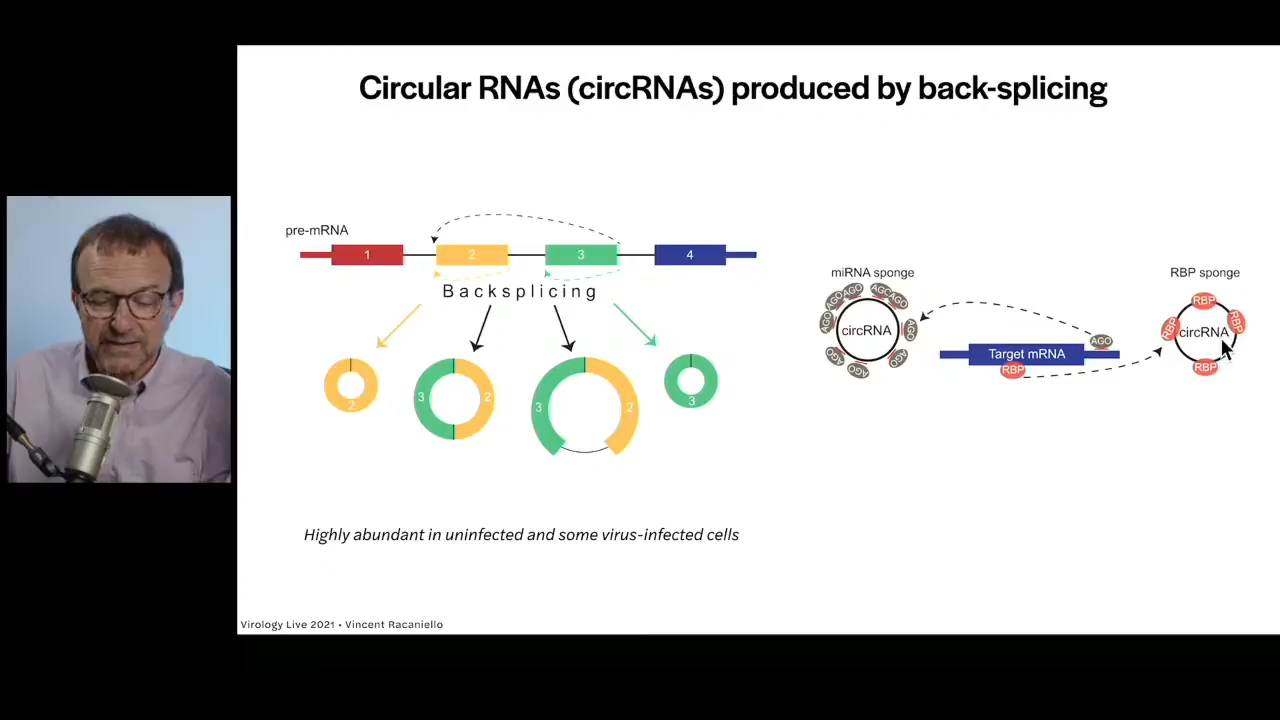 Circular RNAs (circRNAs) produced by back-splicing
pre-mRNA
1
2
3
4
Backsplicing
2
3
2
3
2
3
miRNA sponge
AGO
AGO
AGO
AGO
AGO
AGO
AGO
AGO
AGO
circRNA
AGO
Target mRNA
RBP
RBP sponge
RBP
RBP
RBP
RBP
circRNA
Highly abundant in uninfected and some virus-infected cells
Virology Live 2021 • Vincent Racaniello